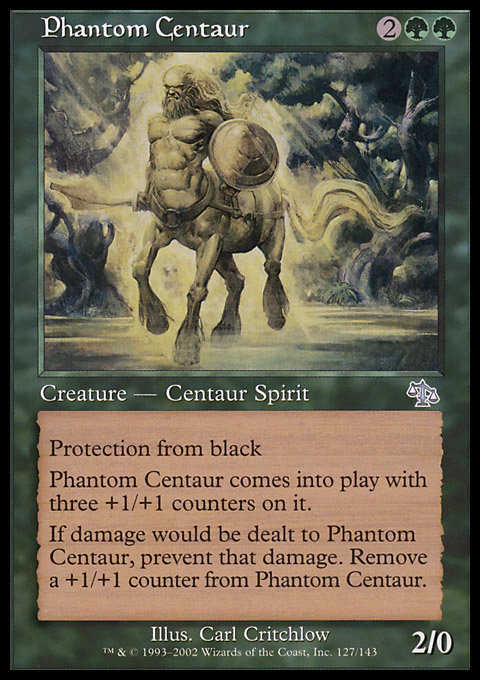 Phantom Centaur 2
Creature — Centaur Spirit
Protection from black
Phantom Centaur comes into play with
three +1/+1 counters on it.
If damage would be dealt to Phantom
Centaur, prevent that damage. Remove
a +1/+1 counter from Phantom Centaur.
Illus. Carl Critchlow
™ & © 1993–2002 Wizards of the Coast, Inc. 127/143
2/0